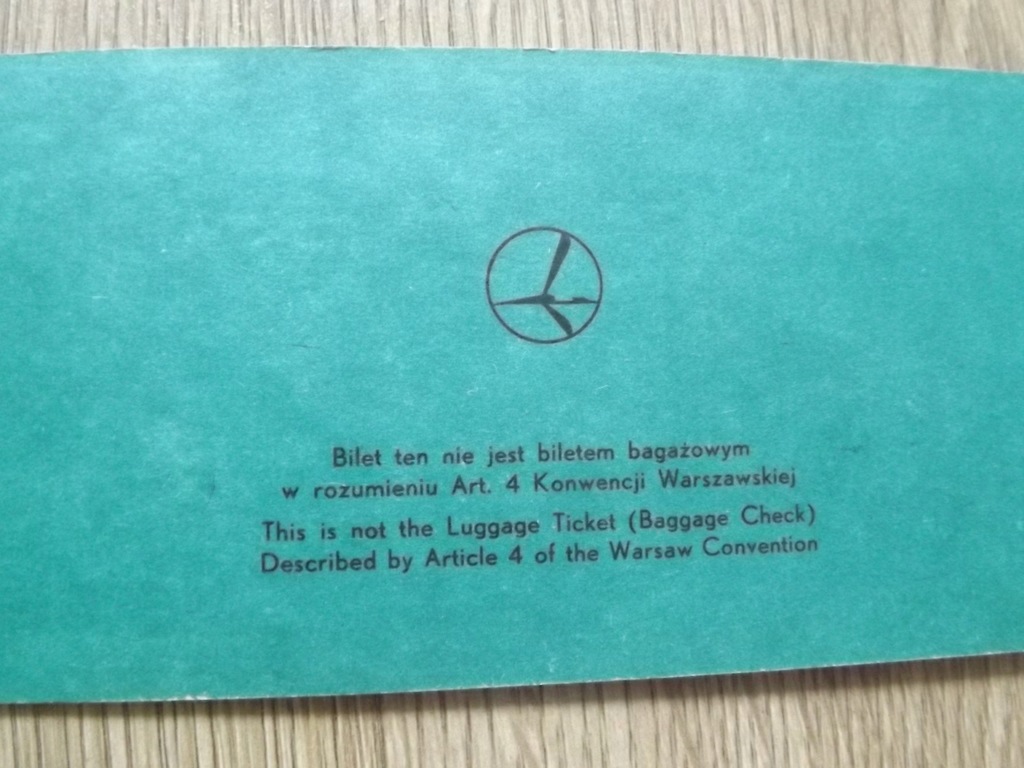 Bilet ten nie jest biletem bagażowym
w rozumieniu Art. 4 Konwencji Warszawskiej
This is not the Luggage Ticket (Baggage Check)
Described by Article 4 of the Warsaw Convention